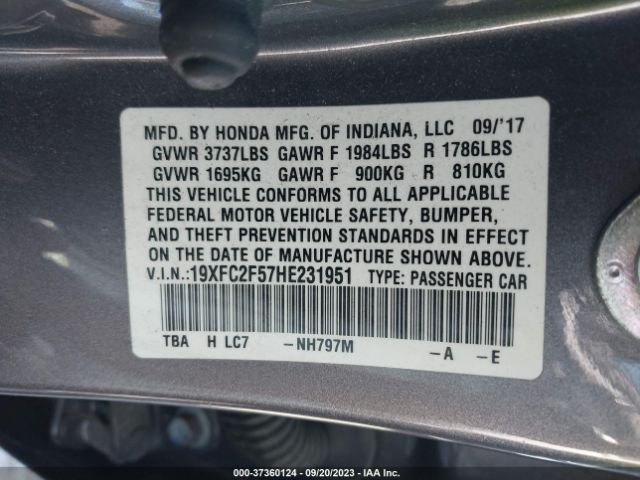 MFD. BY HONDA MFG. OF INDIANA, LLC 09/'17
GVWR 3737LBS GAWR F 1984LBS R 1786LBS
GVWR 1695KG GAWR F 900KG R 810KG
THIS VEHICLE CONFORMS TO ALL APPLICABLE
FEDERAL MOTOR VEHICLE SAFETY, BUMPER,
AND THEFT PREVENTION STANDARDS IN EFFECT
ON THE DATE OF MANUFACTURE SHOWN ABOVE.
V.I.N.:19XFC2F57HE231951 TYPE: PASSENGER CAR
TBA H LC7 -NH797M -A -E
000-37360124 - 09/20/2023 - IAA Inc.